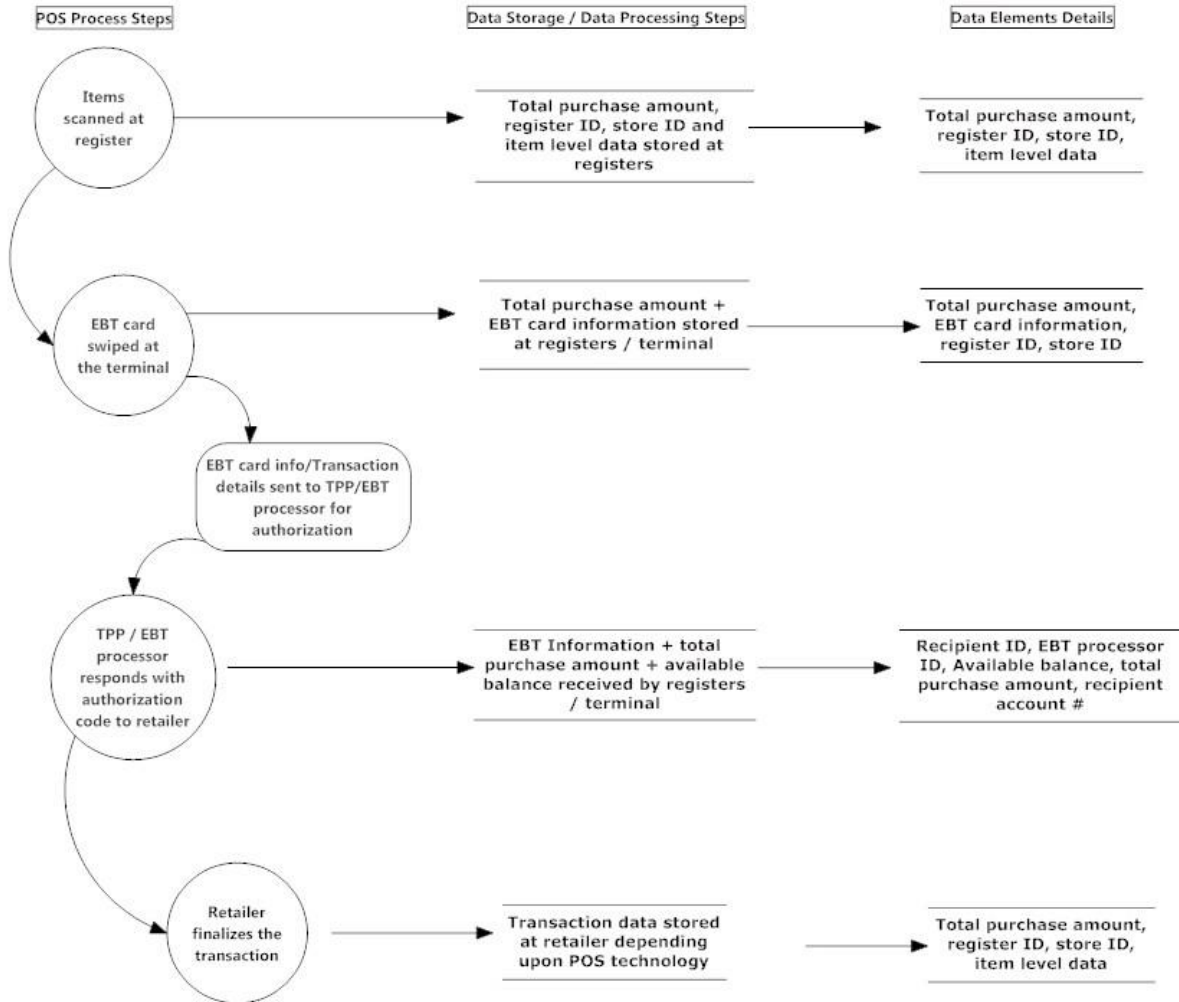 POS Process Steps
Data Storage / Data Processing Steps
Data Elements Details
Items
scanned at
register
Total purchase amount,
register ID, store ID and
item level data stored at
registers
Total purchase amount,
register ID, store ID,
item level data
EBT card
swiped at
the terminal
Total purchase amount +
EBT card information stored
at registers / terminal
Total purchase amount,
EBT card information,
register ID, store ID
EBT card info/Transaction
details sent to TPP/EBT
processor for
authorization
TPP / EBT
processor
responds with
authorization
code to retailer
EBT Information + total
purchase amount + available
balance received by registers
/ terminal
Recipient ID, EBT processor
ID, Available balance, total
purchase amount, recipient
account #
Retailer
finalizes the
transaction
Transaction data stored
at retailer depending
upon POS technology
Total purchase amount,
register ID, store ID,
item level data